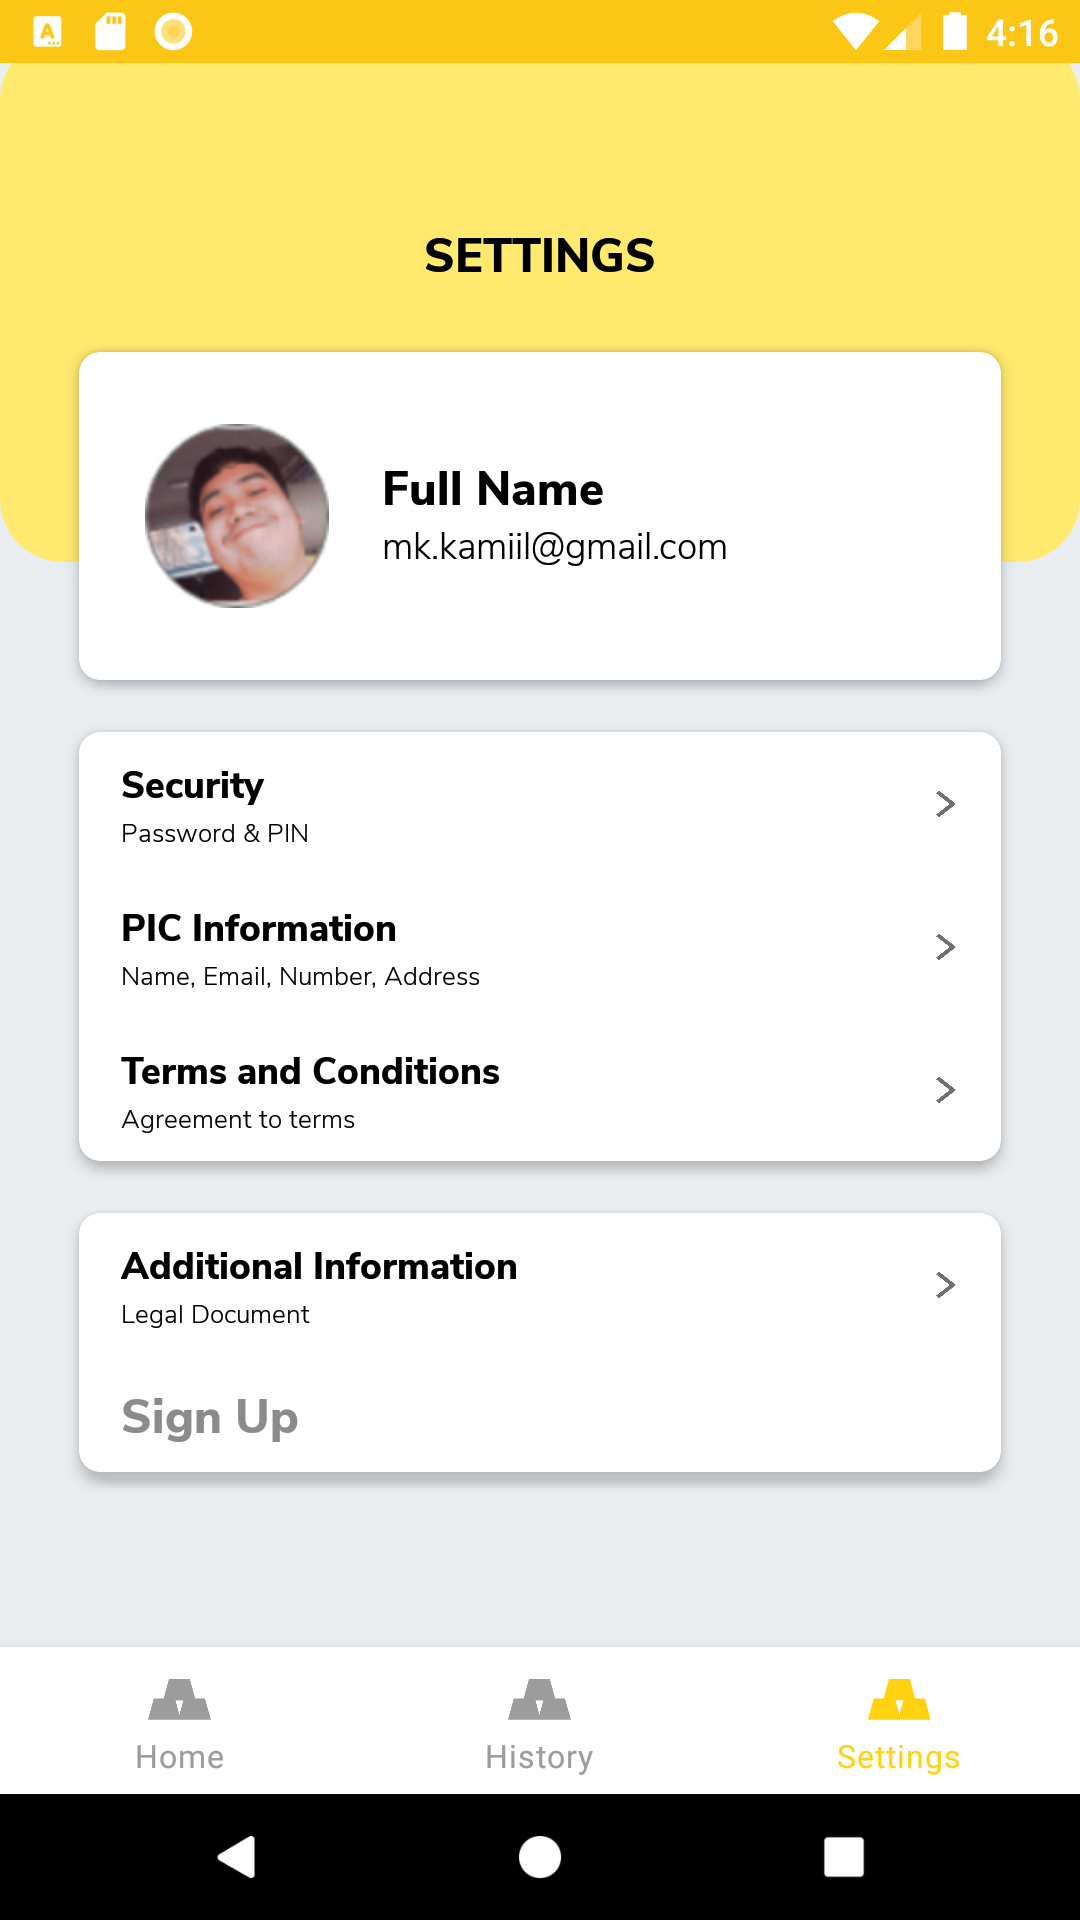 4:16
SETTINGS
Full Name
mk.kamiil@gmail.com
Security
Password & PIN
PIC Information
Name, Email, Number, Address
Terms and Conditions
Agreement to terms
Additional Information
Legal Document
Sign Up
Home
History
Settings